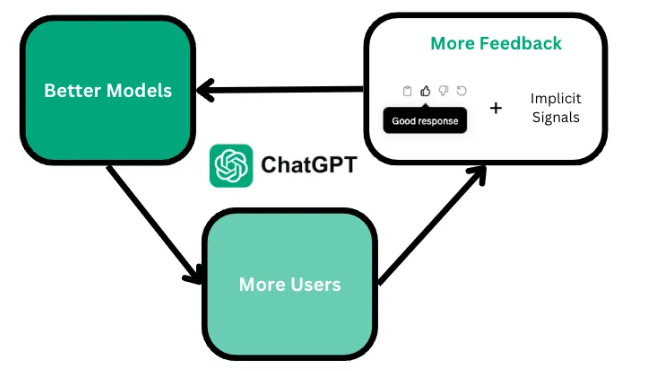 More Feedback
Better Models
Good response
+
Implicit
Signals
ChatGPT
More Users